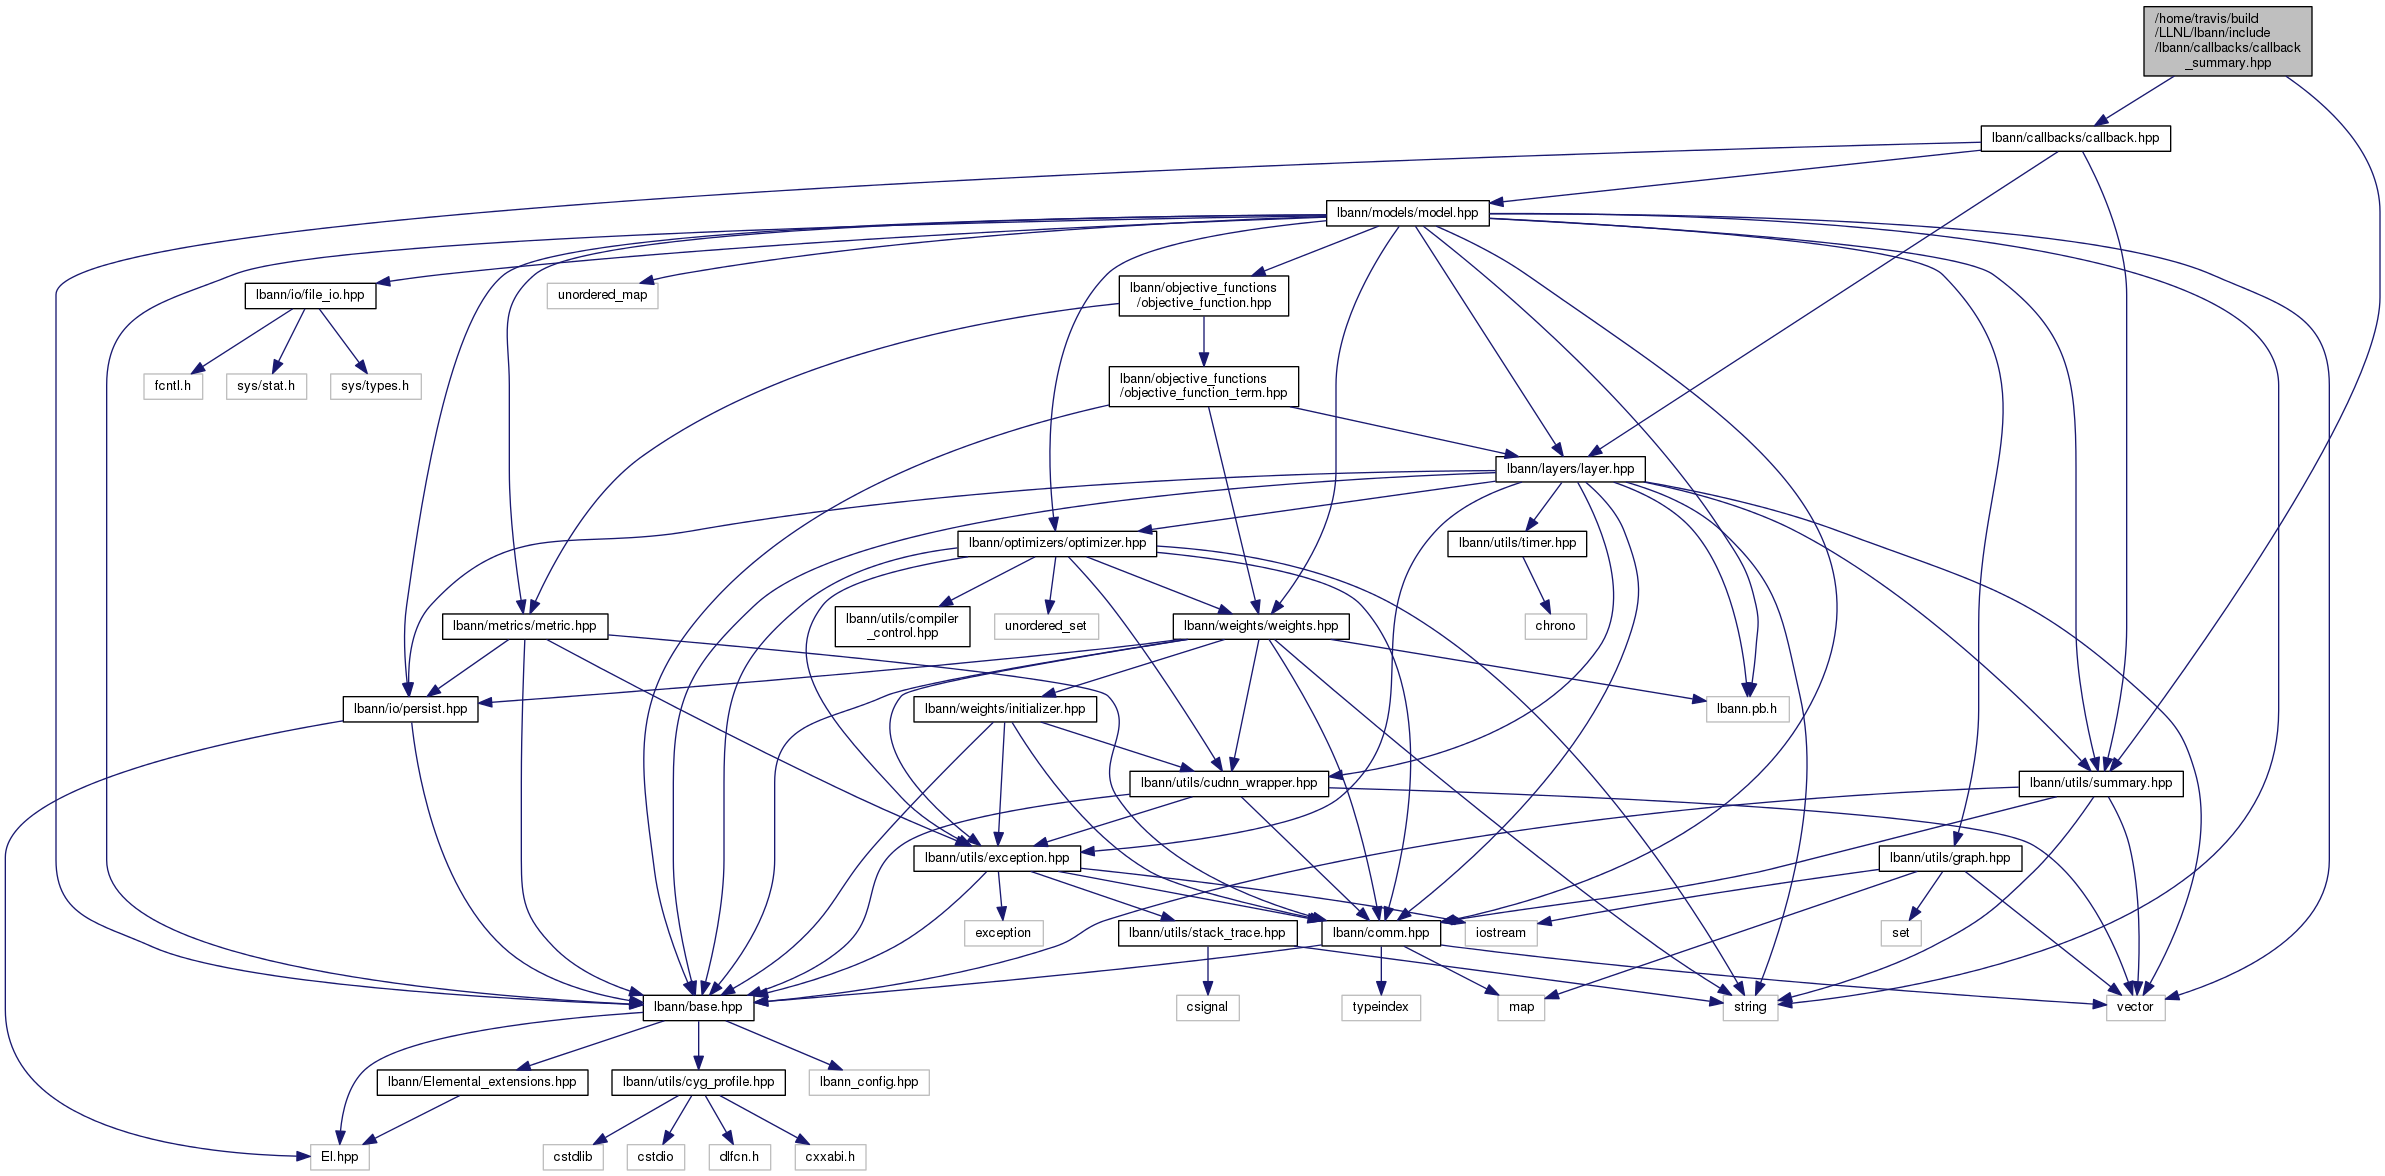 /home/travis/build
/LLNL/lbann/include
/lbann/callbacks/callback
_summary.hpp
lbann/callbacks/callback.hpp
lbann/models/model.hpp
lbann/io/file_io.hpp
unordered_map
lbann/objective_functions
/objective_function.hpp
fcntl.h
sys/stat.h
sys/types.h
lbann/objective_functions
/objective_function_term.hpp
lbann/layers/layer.hpp
lbann/optimizers/optimizer.hpp
lbann/utils/timer.hpp
lbann/metrics/metric.hpp
lbann/utils/compiler
_control.hpp
unordered_set
lbann/weights/weights.hpp
chrono
lbann/io/persist.hpp
lbann/weights/initializer.hpp
lbann.pb.h
lbann/utils/cudnn_wrapper.hpp
lbann/utils/summary.hpp
lbann/utils/exception.hpp
lbann/utils/graph.hpp
exception
lbann/utils/stack_trace.hpp
lbann/comm.hpp
iostream
set
lbann/base.hpp
csignal
typeindex
map
string
vector
lbann/Elemental_extensions.hpp
lbann/utils/cyg_profile.hpp
lbann_config.hpp
El.hpp
cstdlib
cstdio
dlfcn.h
cxxabi.h